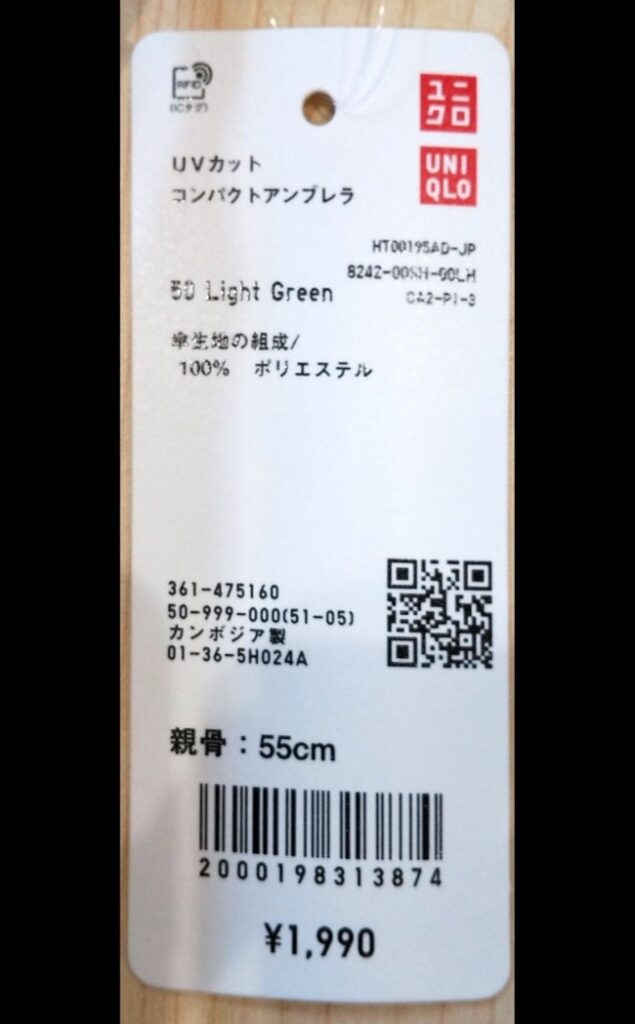 RFID
(ICタグ)
ユニ
クロ
UNI
QLO
UVカット
コンパクトアンブレラ
HT00195AD-JP
8242-00SH-00LH
CA2-PI-3
50 Light Green
傘生地の組成/
100% ポリエステル
361-475160
50-999-000(51-05)
カンボジア製
01-36-5H024A
親骨：55cm
2000198313874
¥1,990